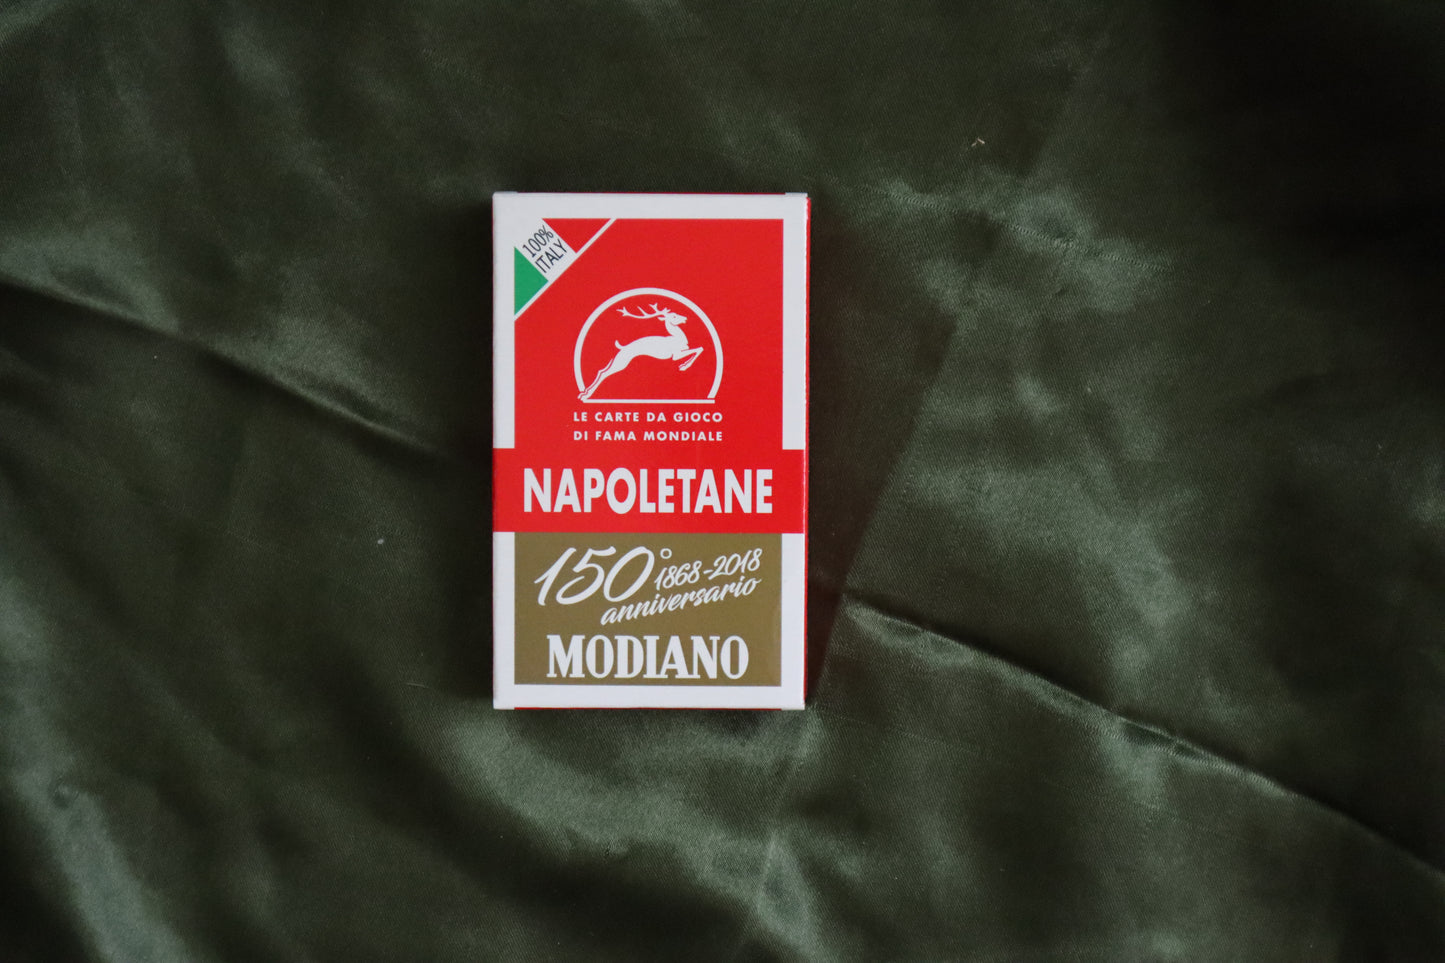 100%
ITALY
LE CARTE DA GIOCO
DI FAMA MONDIALE
NAPOLETANE
150°
1868-2018
anniversario
MODIANO